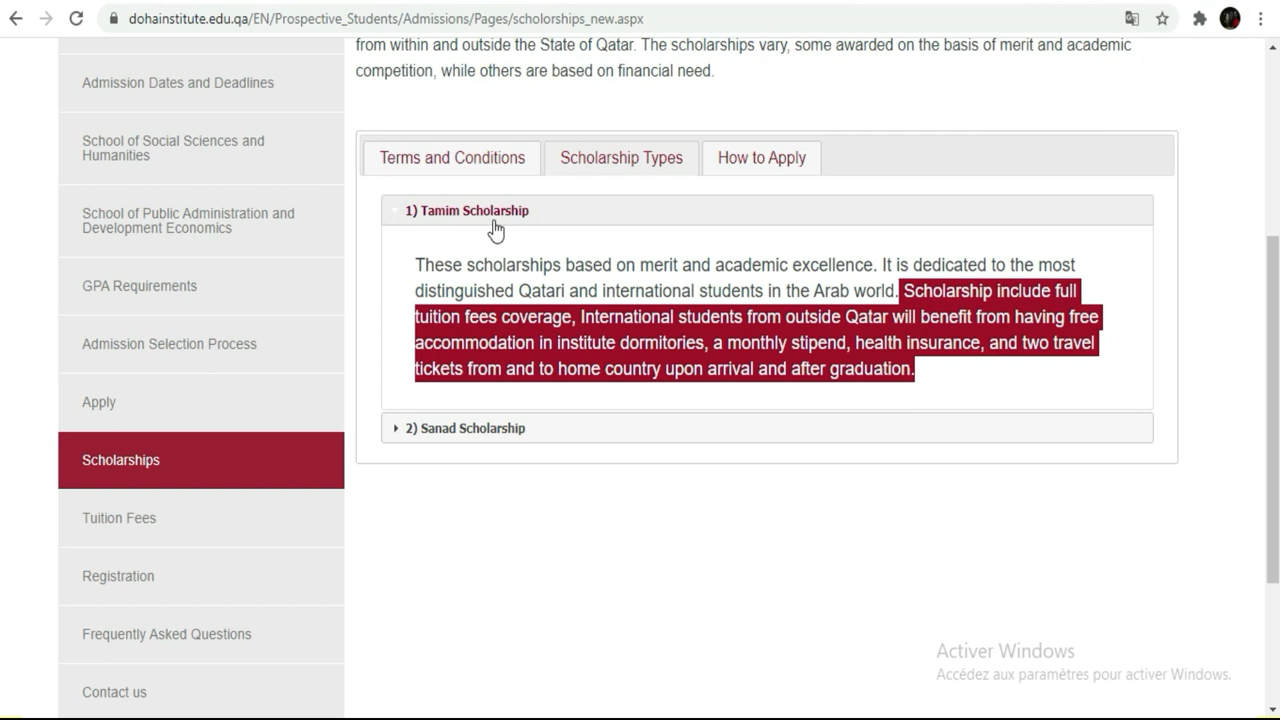 dohainstitute.edu.qa/EN/Prospective_Students/Admissions/Pages/scholorships_new.aspx
from within and outside the State of Qatar. The scholarships vary, some awarded on the basis of merit and academic
competition, while others are based on financial need.
Admission Dates and Deadlines
School of Social Sciences and
Humanities
School of Public Administration and
Development Economics
GPA Requirements
Admission Selection Process
Apply
Scholarships
Tuition Fees
Registration
Frequently Asked Questions
Contact us
Terms and Conditions
Scholarship Types
How to Apply
1) Tamim Scholarship
These scholarships based on merit and academic excellence. It is dedicated to the most
distinguished Qatari and international students in the Arab world. Scholarship include full
tuition fees coverage, International students from outside Qatar will benefit from having free
accommodation in institute dormitories, a monthly stipend, health insurance, and two travel
tickets from and to home country upon arrival and after graduation.
2) Sanad Scholarship
Activer Windows
Accédez aux paramètres pour activer Windows.